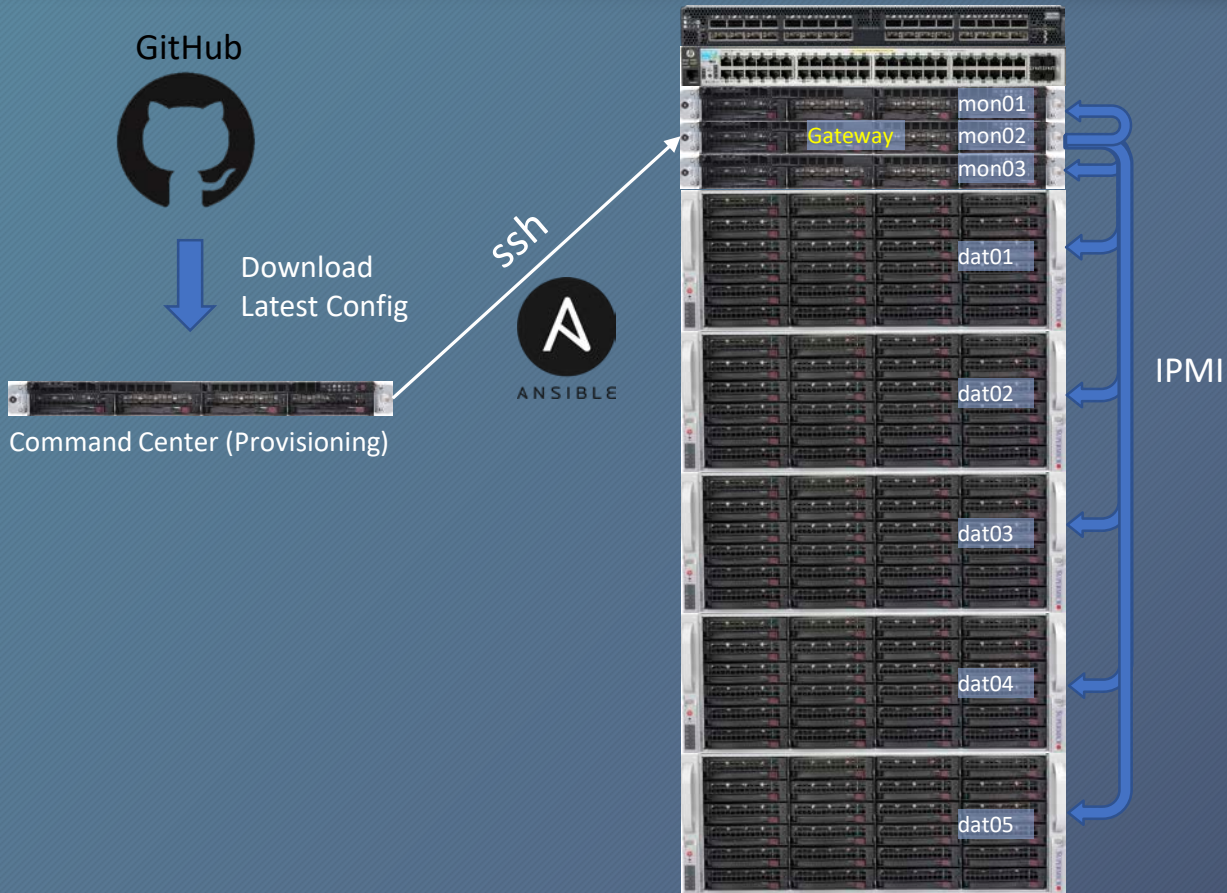 GitHub
Download
Latest Config
Command Center (Provisioning)
ssh
ANSIBLE
mon01
Gateway
mon02
mon03
dat01
dat02
dat03
dat04
dat05
IPMI